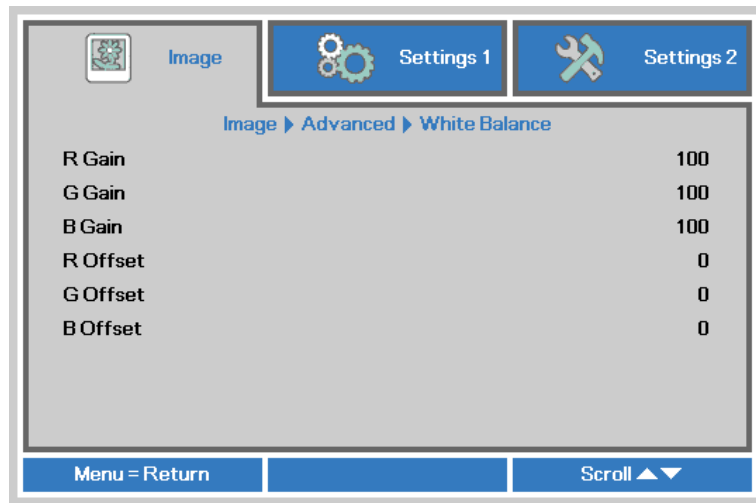 Image Settings 1 Settings 2
Image ▶ Advanced ▶ White Balance
R Gain 100
G Gain 100
B Gain 100
R Offset 0
G Offset 0
B Offset 0
Menu = Return Scroll ▲▼